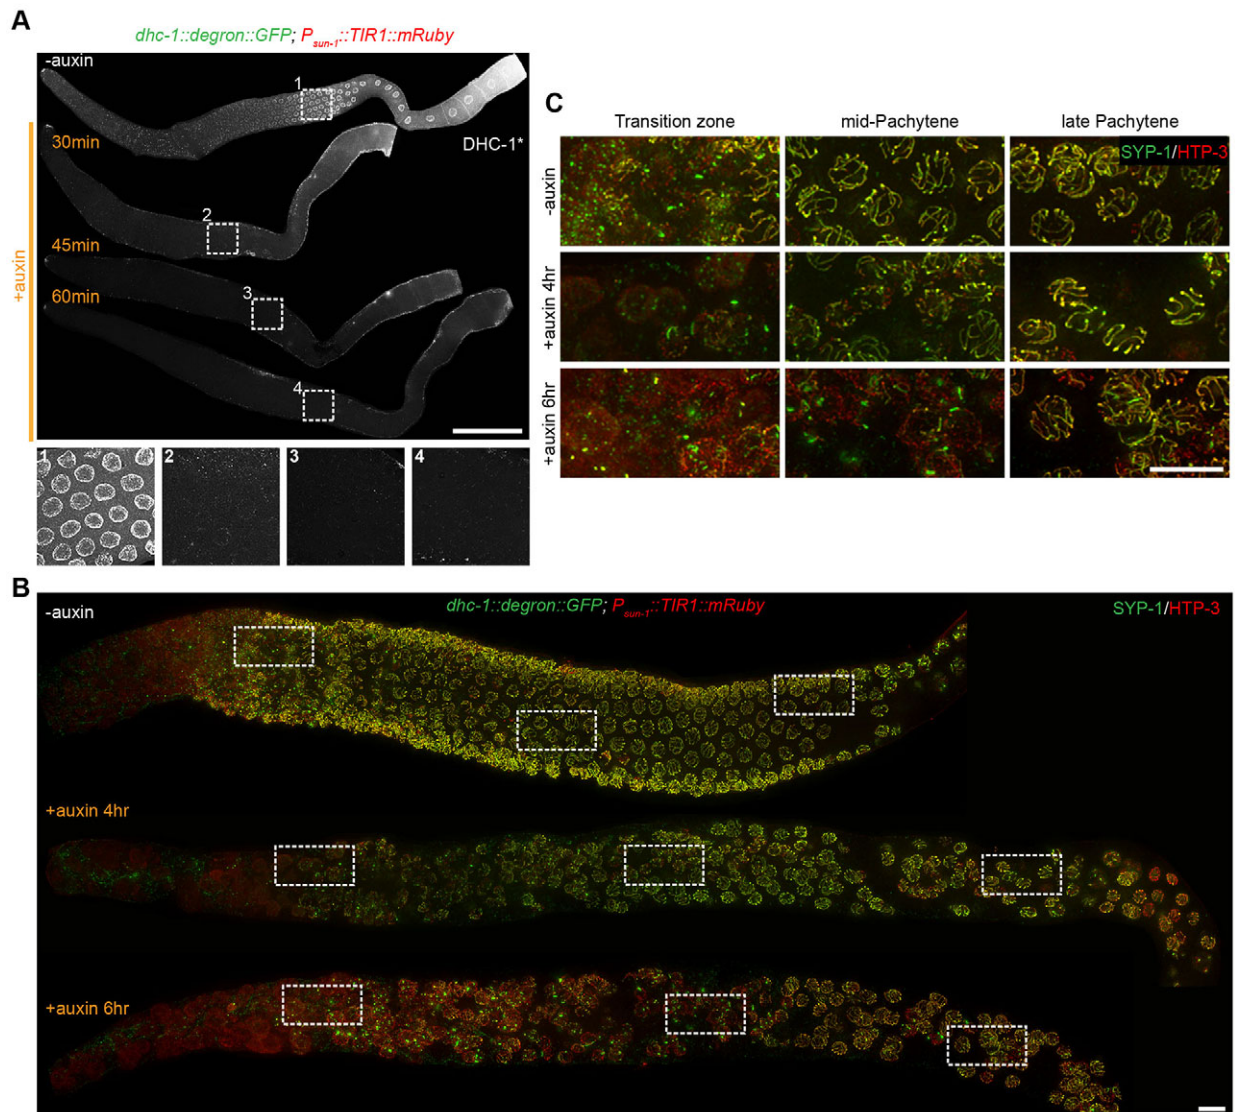 A
dhc-1::degron::GFP; Psun-1::TIR1::mRuby
-auxin
1
DHC-1*
+auxin
30min
2
45min
3
60min
4
1
2
3
4
C
Transition zone
mid-Pachytene
late Pachytene
SYP-1/HTP-3
-auxin
+auxin 4hr
+auxin 6hr
B
-auxin
dhc-1::degron::GFP; Psun-1::TIR1::mRuby
SYP-1/HTP-3
+auxin 4hr
+auxin 6hr